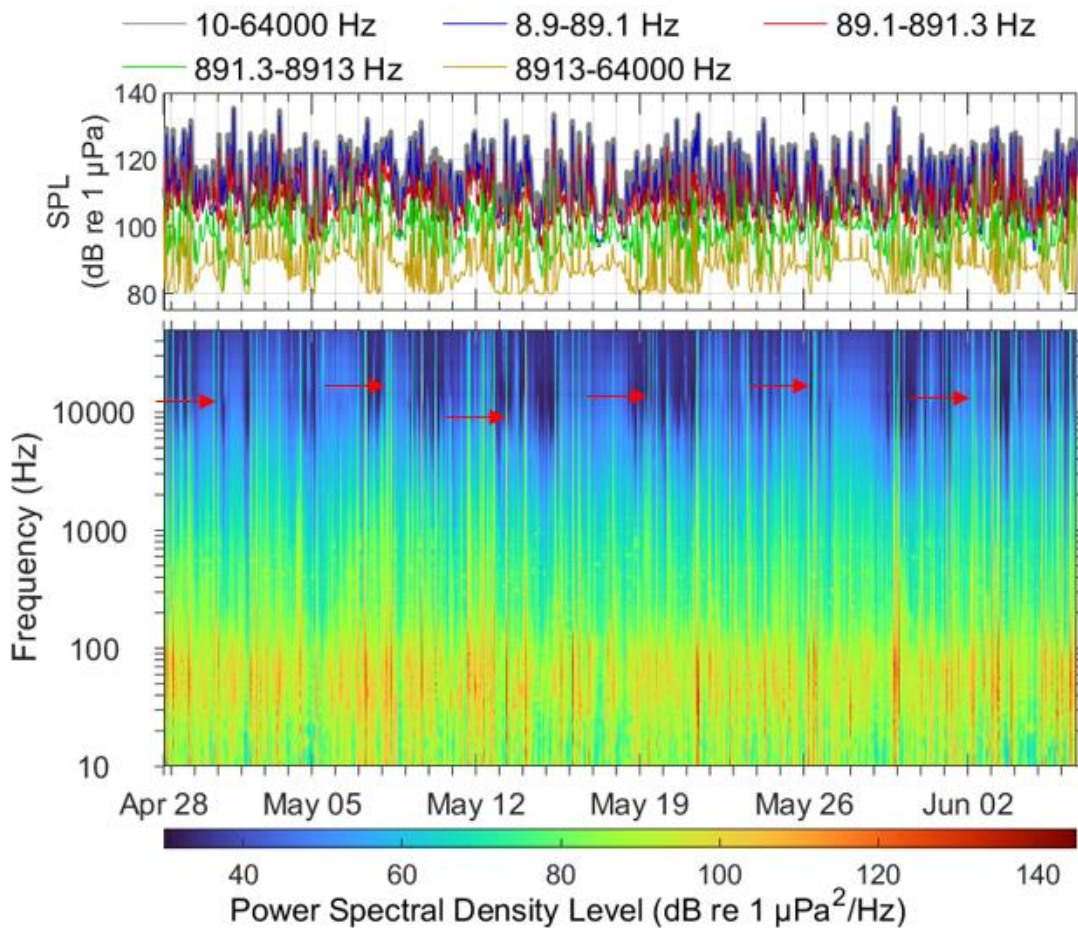 10-64000 Hz 8.9-89.1 Hz 89.1-891.3 Hz
891.3-8913 Hz 8913-64000 Hz
140
120
100
80
SPL
(dB re 1 µPa)
10000
1000
100
10
Frequency (Hz)
Apr 28 May 05 May 12 May 19 May 26 Jun 02
40 60 80 100 120 140
Power Spectral Density Level (dB re 1 µPa²/Hz)